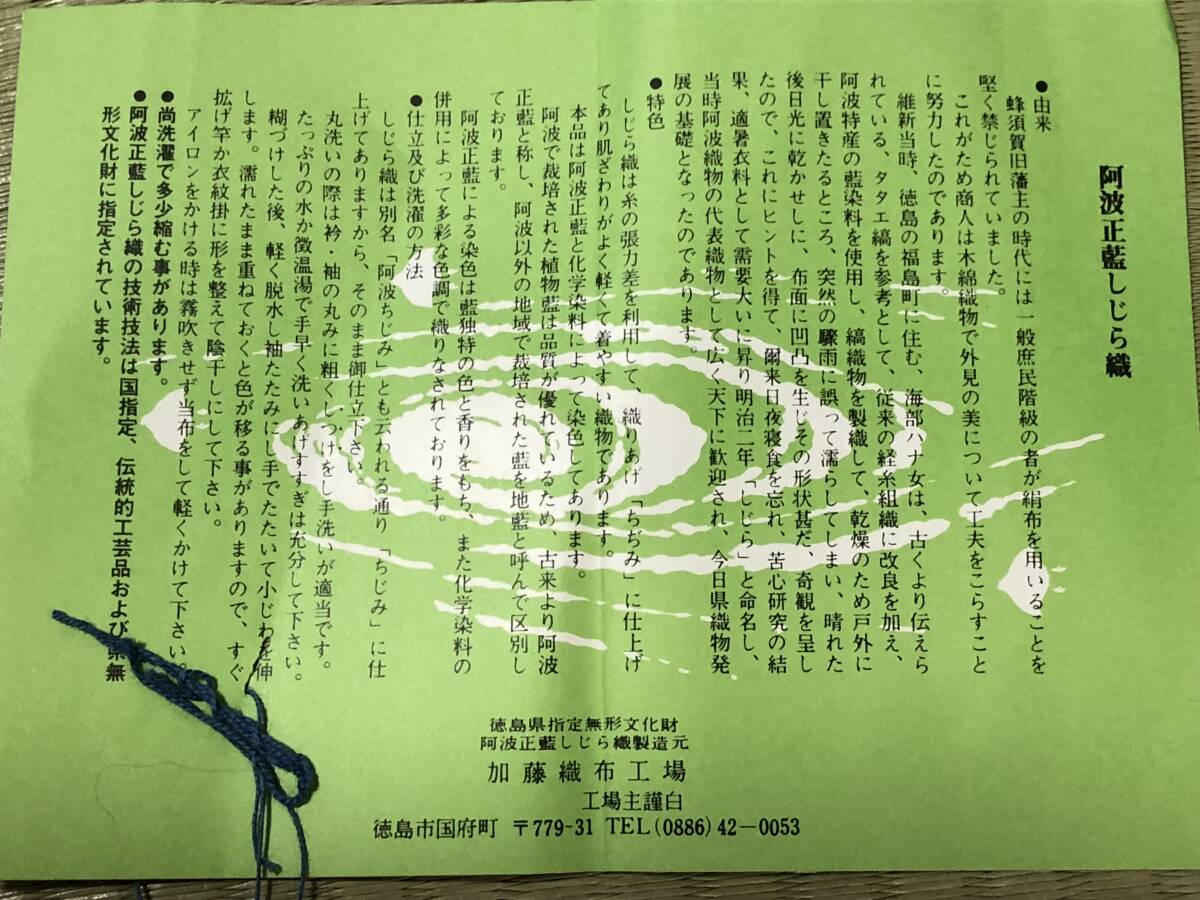 阿波正藍しじら織
●由来
蜂須賀旧藩主の時代には一般庶民階級の者が絹布を用いることを
堅く禁じられていました。
これがため商人は木綿織物で外見の美について工夫をこらすこと
に努力したのであります。
維新当時、徳島の福島町に住む、海部ハナ女は、古くより伝えら
れている、タタエ縞を参考として、従来の経糸組織に改良を加え、
阿波特産の藍染料を使用し、縞織物を製織して、乾燥のため戸外に
干し置きたるところ、突然の驟雨に誤って濡らしてしまい、晴れた
後日光に乾かせしに、布面に凹凸を生じその形状甚だ、奇観を呈し
たので、これにヒントを得て、爾来日夜寝食を忘れ、苦心研究の結
果、適暑衣料として需要大いに昇り明治二年、「しじら」と命名し、
当時阿波織物の代表織物として広く天下に歓迎され、今日県織物発
展の基礎となったのであります。
●特色
しじら織は糸の張力差を利用して、織りあげ「ちぢみ」に仕上げ
てあり肌ざわりがよく軽くて着やすい織物であります。
本品は阿波正藍と化学染料によって染色してあります。
阿波で栽培された植物藍は品質が優れているため、古来より阿波
正藍と称し、阿波以外の地域で栽培された藍を地藍と呼んで区別し
ております。
阿波正藍による染色は藍独特の色と香りをもち、また化学染料の
併用によって多彩な色調で織りなされております。
●仕立及び洗濯の方法
しじら織は別名「阿波ちじみ」とも云われる通り「ちじみ」に仕
上げてありますから、そのまま御仕立下さい。
丸洗いの際は衿・袖の丸みに粗くしつけをし手洗いが適当です。
たっぷりの水か微温湯で手早く洗いあげすすぎは充分して下さい。
糊づけした後、軽く脱水し袖たたみにし手でたたいて小じわを伸
します。濡れたまま重ねておくと色が移る事がありますので、すぐ
拡げ竿か衣紋掛に形を整えて陰干しにして下さい。
アイロンをかける時は霧吹きせず当布をして軽くかけて下さい。
●尚洗濯で多少縮む事があります。
●阿波正藍しじら織の技術技法は国指定、伝統的工芸品および県無
形文化財に指定されています。
徳島県指定無形文化財
阿波正藍しじら織製造元
加藤織布工場
工場主謹白
徳島市国府町 〒779-31 TEL(0886)42-0053